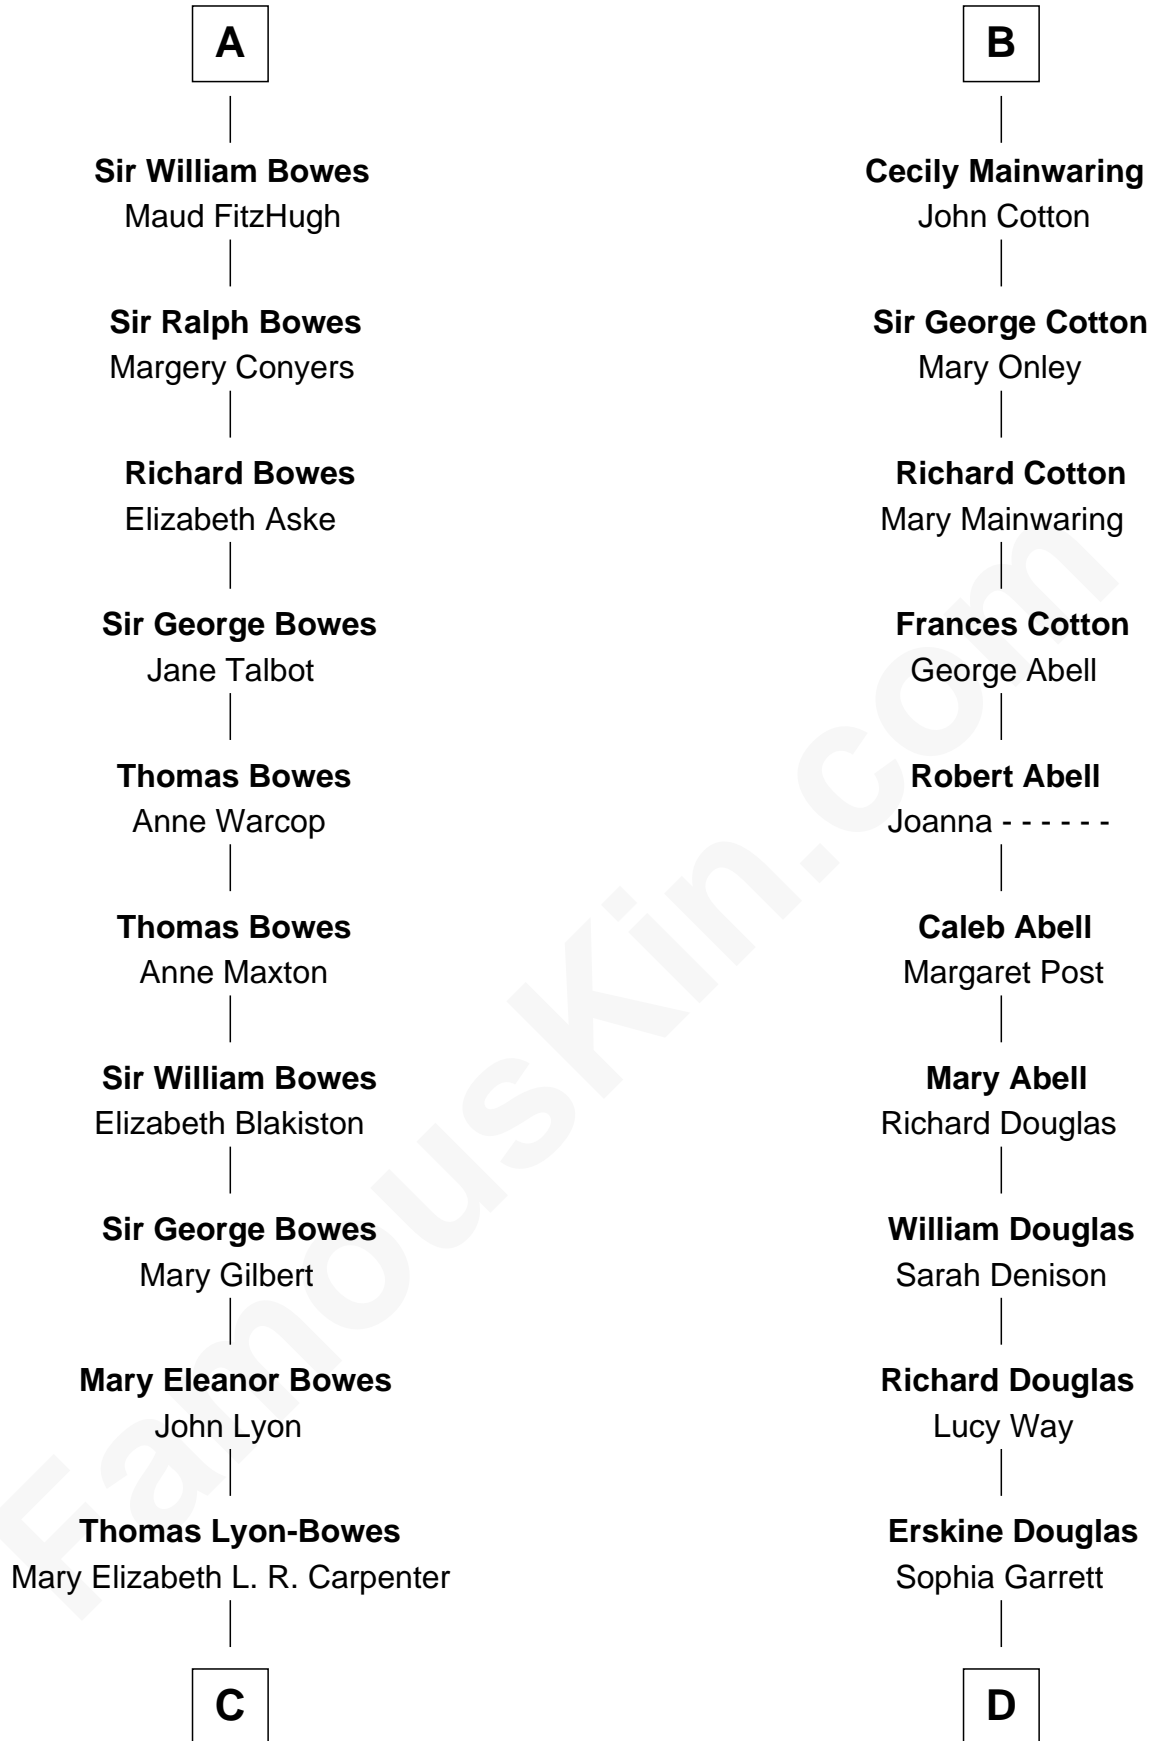 A
Sir William Bowes
Maud FitzHugh
Sir Ralph Bowes
Margery Conyers
Richard Bowes
Elizabeth Aske
Sir George Bowes
Jane Talbot
Thomas Bowes
Anne Warcop
Thomas Bowes
Anne Maxton
Sir William Bowes
Elizabeth Blakiston
Sir George Bowes
Mary Gilbert
Mary Eleanor Bowes
John Lyon
Thomas Lyon-Bowes
Mary Elizabeth L. R. Carpenter
C
B
Cecily Mainwaring
John Cotton
Sir George Cotton
Mary Onley
Richard Cotton
Mary Mainwaring
Frances Cotton
George Abell
Robert Abell
Joanna - - - - - -
Caleb Abell
Margaret Post
Mary Abell
Richard Douglas
William Douglas
Sarah Denison
Richard Douglas
Lucy Way
Erskine Douglas
Sophia Garrett
D
FamousKin.com